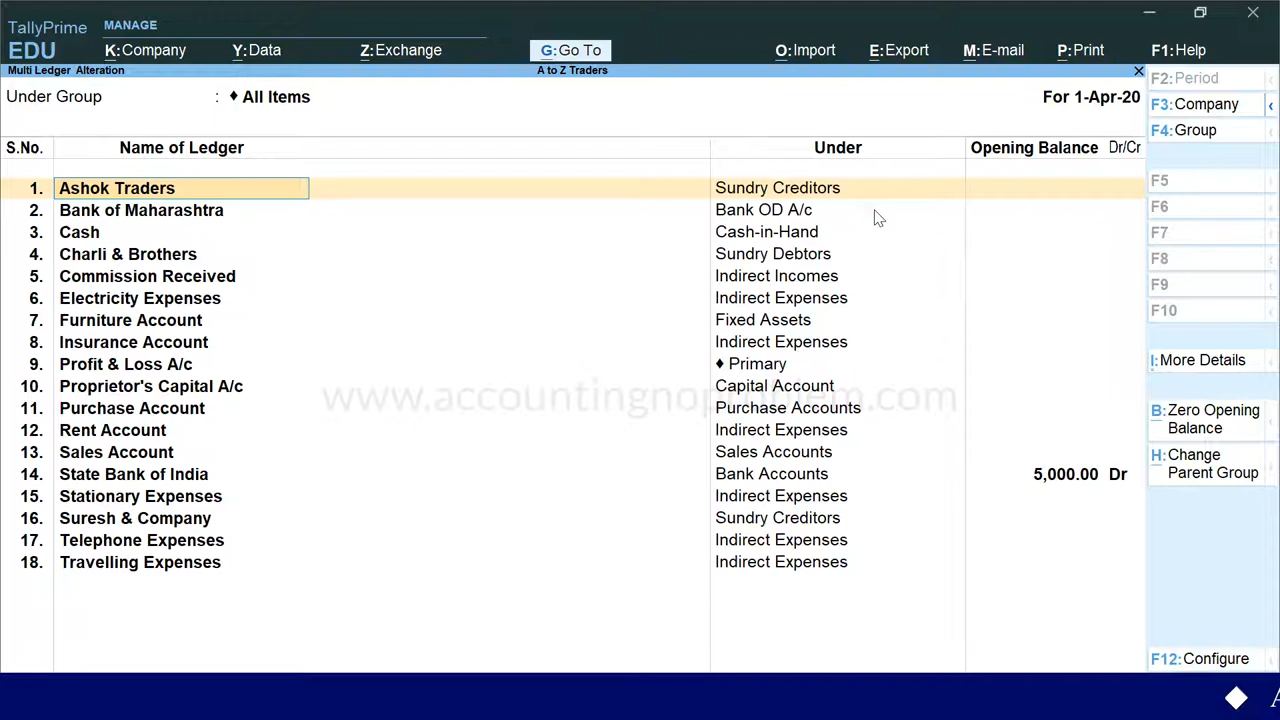 TallyPrime
EDU
MANAGE
K:Company Y:Data Z:Exchange G:Go To O:Import E:Export M:E-mail P:Print F1:Help
Multi Ledger Alteration A to Z Traders
Under Group : ♦ All Items For 1-Apr-20
S.No. Name of Ledger Under Opening Balance Dr/Cr
1. Ashok Traders Sundry Creditors
2. Bank of Maharashtra Bank OD A/c
3. Cash Cash-in-Hand
4. Charli & Brothers Sundry Debtors
5. Commission Received Indirect Incomes
6. Electricity Expenses Indirect Expenses
7. Furniture Account Fixed Assets
8. Insurance Account Indirect Expenses
9. Profit & Loss A/c ♦ Primary
10. Proprietor's Capital A/c Capital Account
11. Purchase Account Purchase Accounts
12. Rent Account Indirect Expenses
13. Sales Account Sales Accounts
14. State Bank of India Bank Accounts 5,000.00 Dr
15. Stationary Expenses Indirect Expenses
16. Suresh & Company Sundry Creditors
17. Telephone Expenses Indirect Expenses
18. Travelling Expenses Indirect Expenses
www.accountingnoproblem.com
F2:Period
F3:Company
F4:Group
F5
F6
F7
F8
F9
F10
I:More Details
B:Zero Opening
Balance
H:Change
Parent Group
F12:Configure